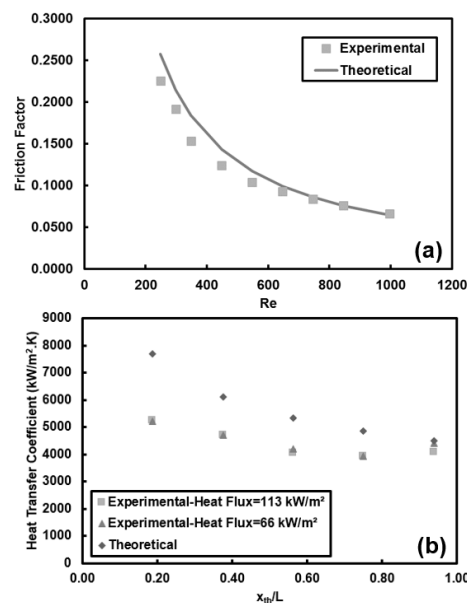 0.3000
0.2500
0.2000
0.1500
0.1000
0.0500
0.0000
Friction Factor
Experimental
Theoretical
(a)
0 200 400 600 800 1000 1200
Re
9000
8000
7000
6000
5000
4000
3000
2000
1000
0
Heat Transfer Coefficient (kW/m².K)
Experimental-Heat Flux=113 kW/m²
Experimental-Heat Flux=66 kW/m²
Theoretical
(b)
0.00 0.20 0.40 0.60 0.80 1.00
x_th/L